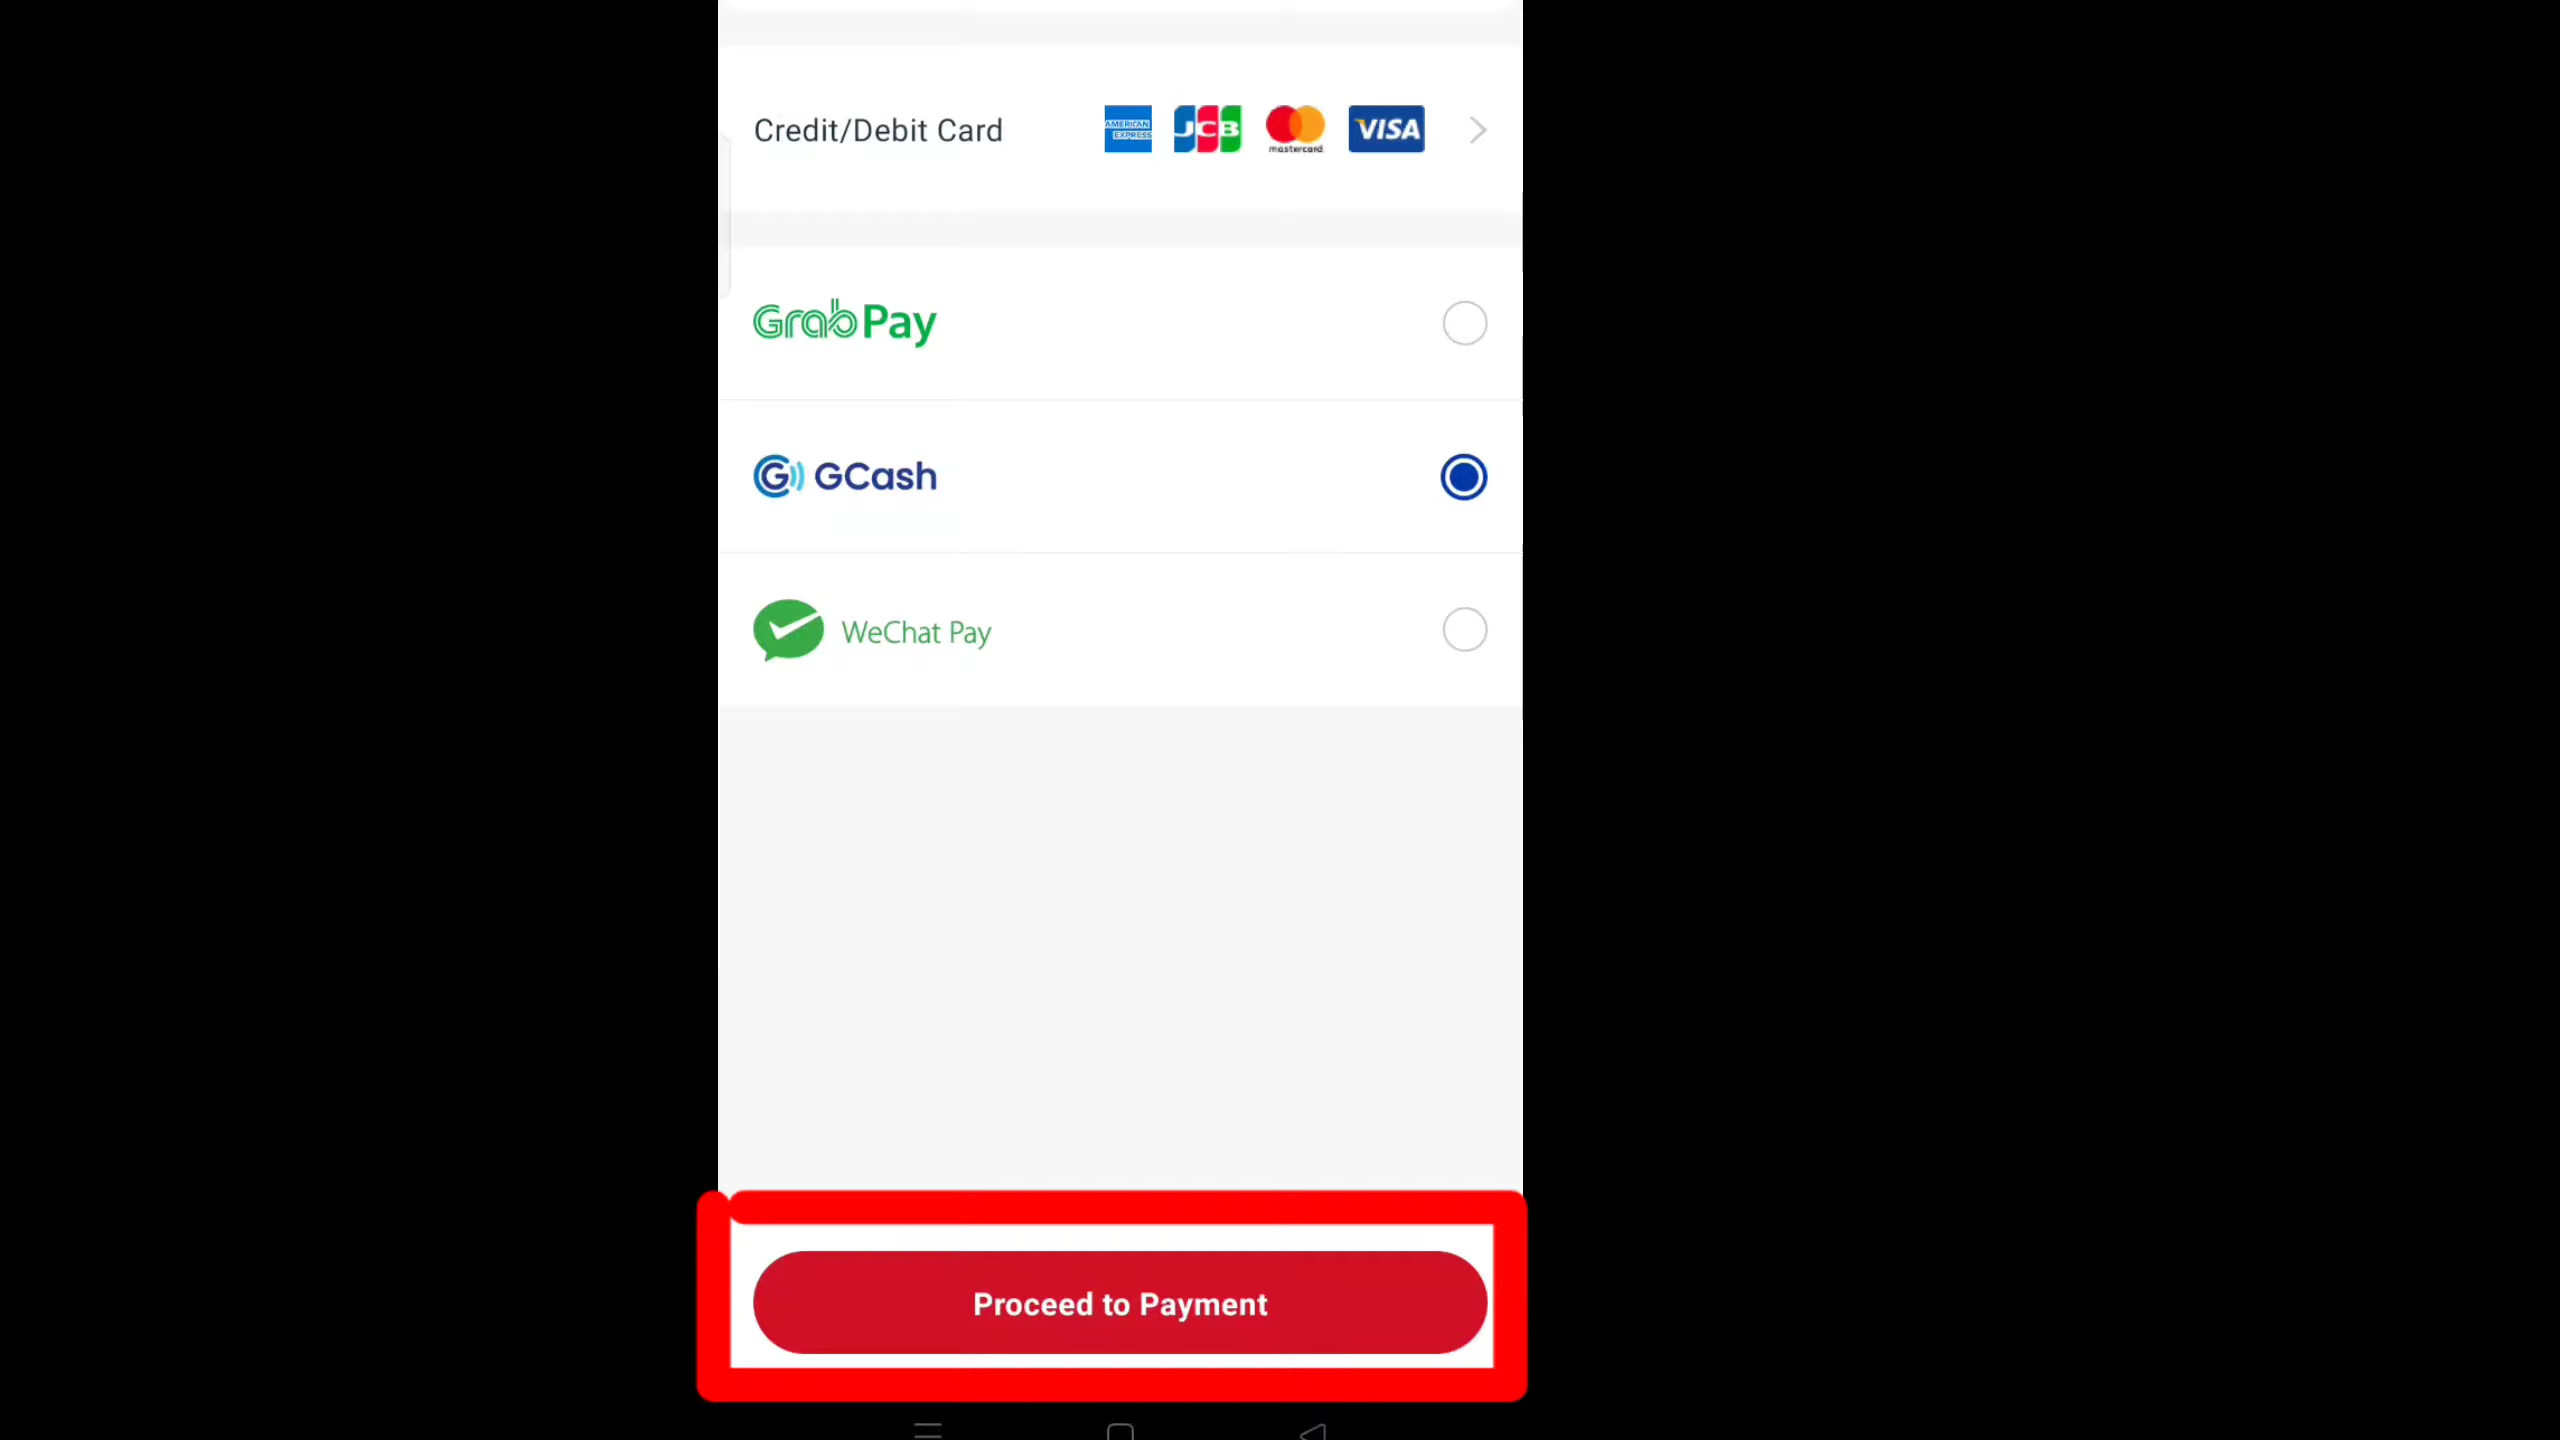 Credit/Debit Card
AMERICAN EXPRESS
JCB
mastercard.
VISA
GrabPay
G GCash
WeChat Pay
Proceed to Payment